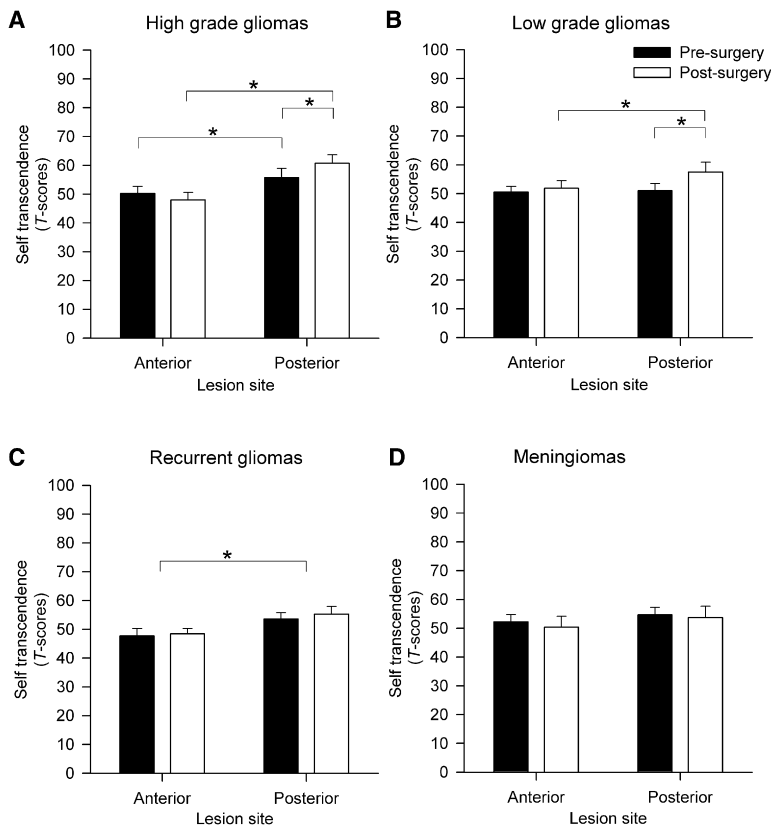 A
High grade gliomas
100
90
80
70
60
50
40
30
20
10
0
Self transcendence
(T-scores)
*
*
*
Anterior
Posterior
Lesion site
B
Low grade gliomas
Pre-surgery
Post-surgery
100
90
80
70
60
50
40
30
20
10
0
Self transcendence
(T-scores)
*
*
Anterior
Posterior
Lesion site
C
Recurrent gliomas
100
90
80
70
60
50
40
30
20
10
0
Self transcendence
(T-scores)
*
Anterior
Posterior
Lesion site
D
Meningiomas
100
90
80
70
60
50
40
30
20
10
0
Self transcendence
(T-scores)
Anterior
Posterior
Lesion site